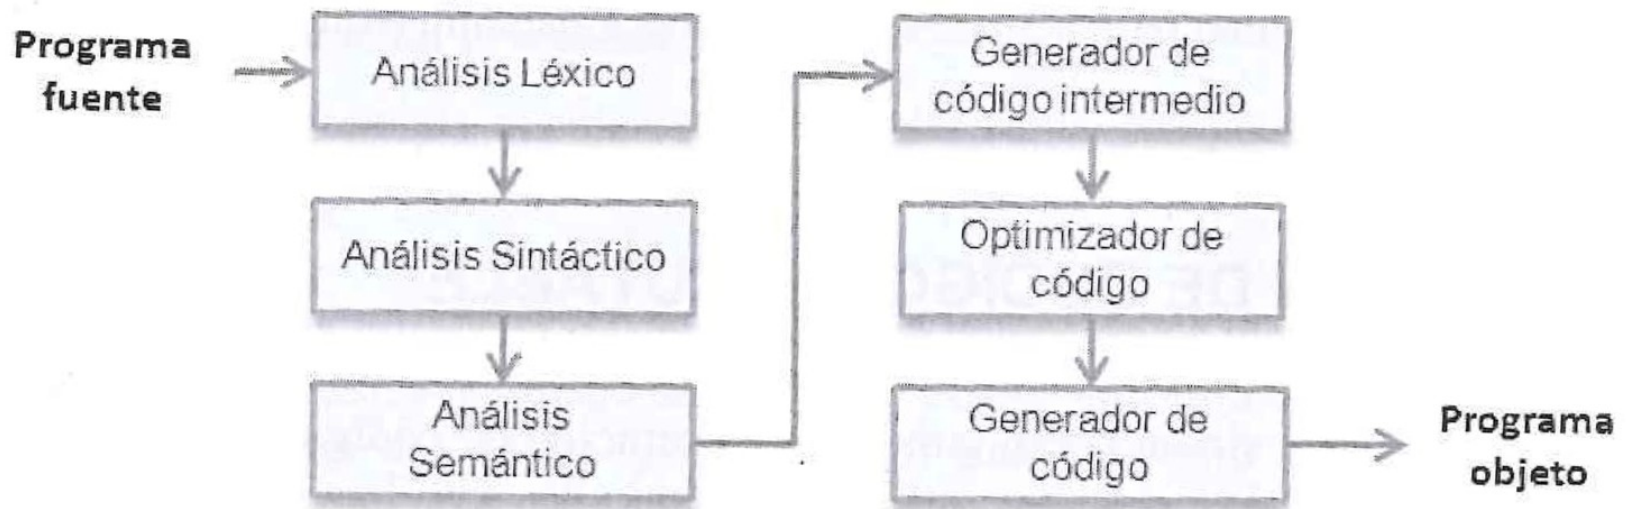 Programa
fuente
Análisis Léxico
Análisis Sintáctico
Análisis
Semántico
Generador de
código intermedio
Optimizador de
código
Generador de
código
Programa
objeto